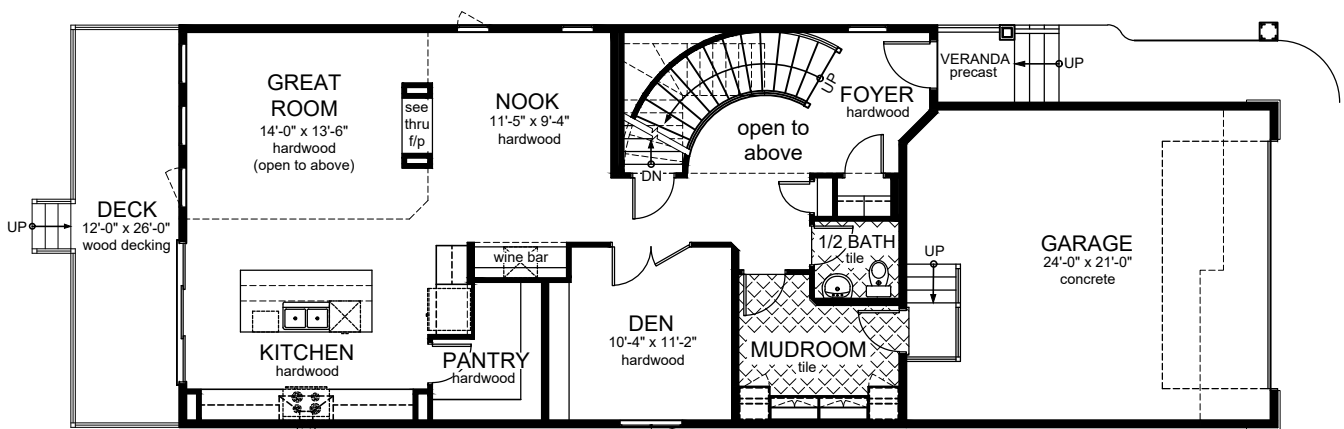 GREAT
ROOM
14'-0" x 13'-6"
hardwood
(open to above)
see
thru
f/p
NOOK
11'-5" x 9'-4"
hardwood
UP
DN
open to
above
FOYER
hardwood
VERANDA
precast
UP
UP
DECK
12'-0" x 26'-0"
wood decking
wine bar
1/2 BATH
tile
UP
GARAGE
24'-0" x 21'-0"
concrete
KITCHEN
hardwood
PANTRY
hardwood
DEN
10'-4" x 11'-2"
hardwood
MUDROOM
tile